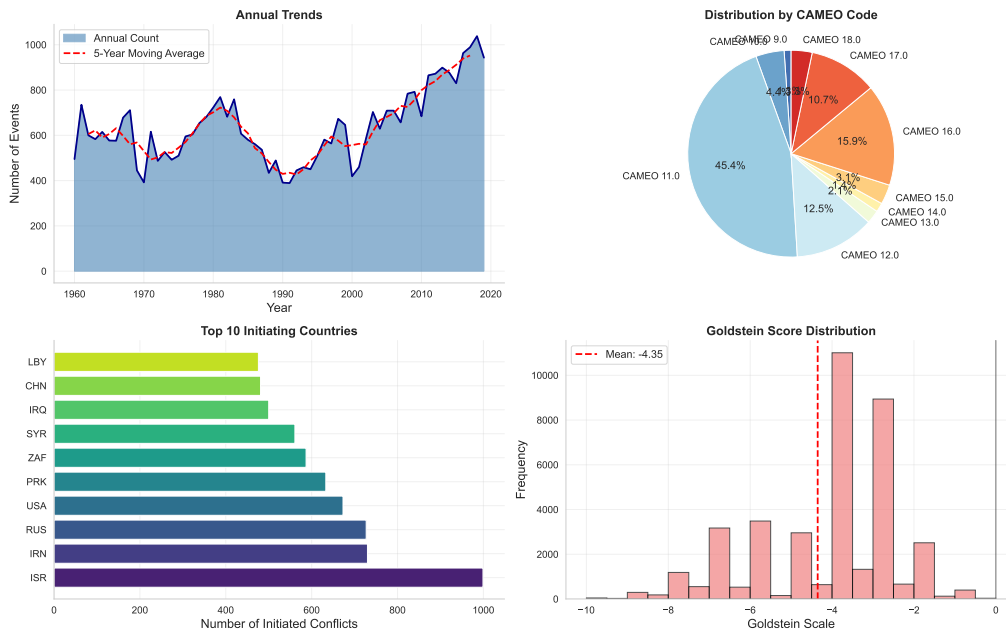 Annual Trends
Annual Count
5-Year Moving Average
Number of Events
1000
800
600
400
200
0
1960 1970 1980 1990 2000 2010 2020
Year
Distribution by CAMEO Code
CAMEO 9.0
CAMEO 18.0
CAMEO 17.0
CAMEO 16.0
CAMEO 15.0
CAMEO 14.0
CAMEO 13.0
CAMEO 12.0
CAMEO 11.0
10.7%
15.9%
3.1%
1.4%
2.1%
12.5%
45.4%
4.4%
Top 10 Initiating Countries
LBY
CHN
IRQ
SYR
ZAF
PRK
USA
RUS
IRN
ISR
0 200 400 600 800 1000
Number of Initiated Conflicts
Goldstein Score Distribution
Mean: -4.35
Frequency
10000
8000
6000
4000
2000
0
−10 −8 −6 −4 −2 0
Goldstein Scale